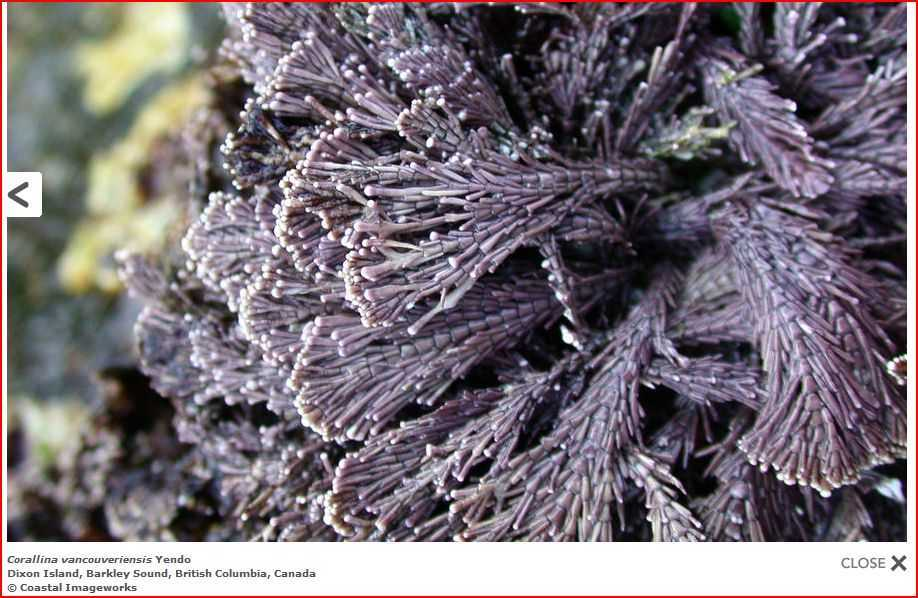 Corallina vancouveriensis Yendo
Dixon Island, Barkley Sound, British Columbia, Canada
© Coastal Imageworks
CLOSE